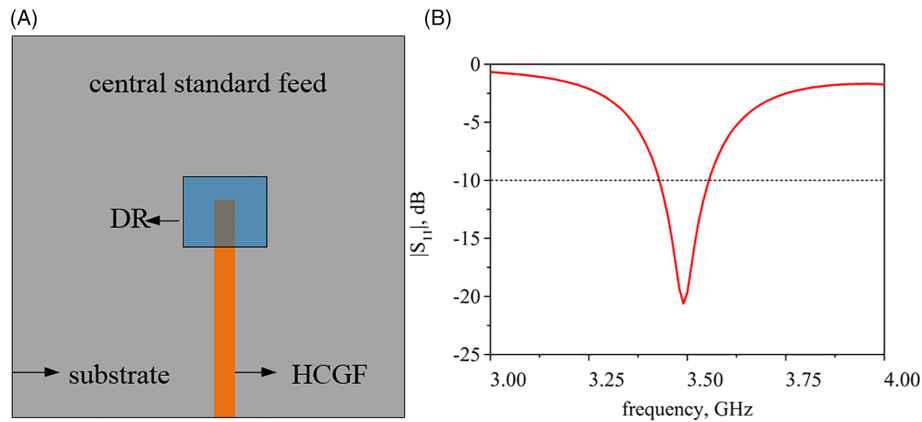 (A)
central standard feed
DR
substrate
HCGF
(B)
|S11|, dB
0
-5
-10
-15
-20
-25
3.00 3.25 3.50 3.75 4.00
frequency, GHz